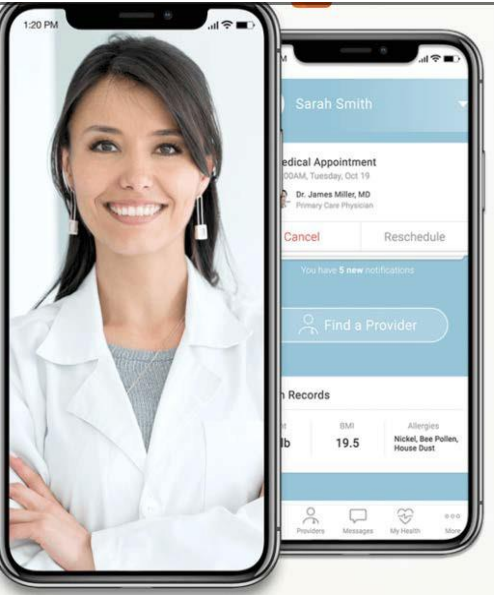 1:20 PM
Sarah Smith
edical Appointment
00AM, Tuesday, Oct 19
Dr. James Miller, MD
Primary Care Physician
Cancel
Reschedule
You have 5 new notifications
Find a Provider
Records
BMI
Allergies
lb
19.5
Nickel, Bee Pollen,
House Dust
Providers
Messages
My Health
More